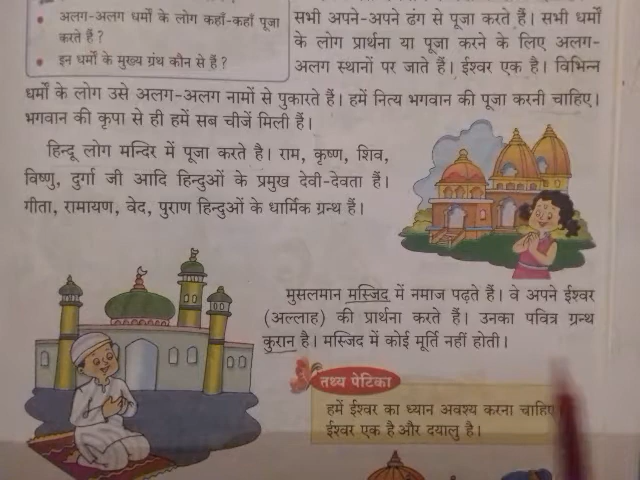 अलग-अलग धर्मों के लोग कहाँ-कहाँ पूजा
करते हैं ?
इन धर्मों के मुख्य ग्रंथ कौन से हैं ?
सभी अपने-अपने ढंग से पूजा करते हैं। सभी धर्मों
के लोग प्रार्थना या पूजा करने के लिए अलग-
अलग स्थानों पर जाते हैं। ईश्वर एक है। विभिन्न
धर्मों के लोग उसे अलग-अलग नामों से पुकारते हैं। हमें नित्य भगवान की पूजा करनी चाहिए।
भगवान की कृपा से ही हमें सब चीजें मिली हैं।
हिन्दू लोग मन्दिर में पूजा करते है। राम, कृष्ण, शिव,
विष्णु, दुर्गा जी आदि हिन्दुओं के प्रमुख देवी-देवता हैं।
गीता, रामायण, वेद, पुराण हिन्दुओं के धार्मिक ग्रन्थ हैं।
मुसलमान मस्जिद में नमाज पढ़ते हैं। वे अपने ईश्वर
(अल्लाह) की प्रार्थना करते हैं। उनका पवित्र ग्रन्थ
कुरान है। मस्जिद में कोई मूर्ति नहीं होती।
तथ्य पेटिका
हमें ईश्वर का ध्यान अवश्य करना चाहिए
ईश्वर एक है और दयालु है।